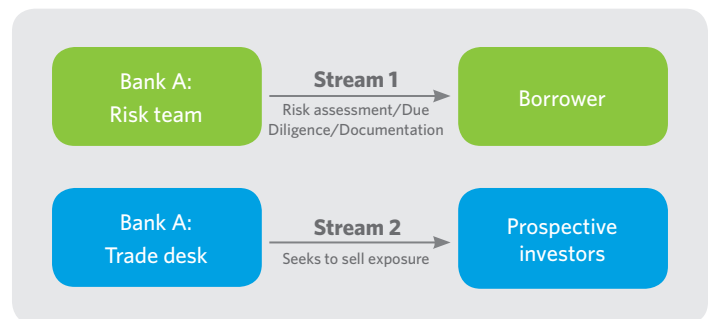 Bank A:
Risk team
Stream 1
Risk assessment/Due
Diligence/Documentation
Borrower
Bank A:
Trade desk
Stream 2
Seeks to sell exposure
Prospective
investors